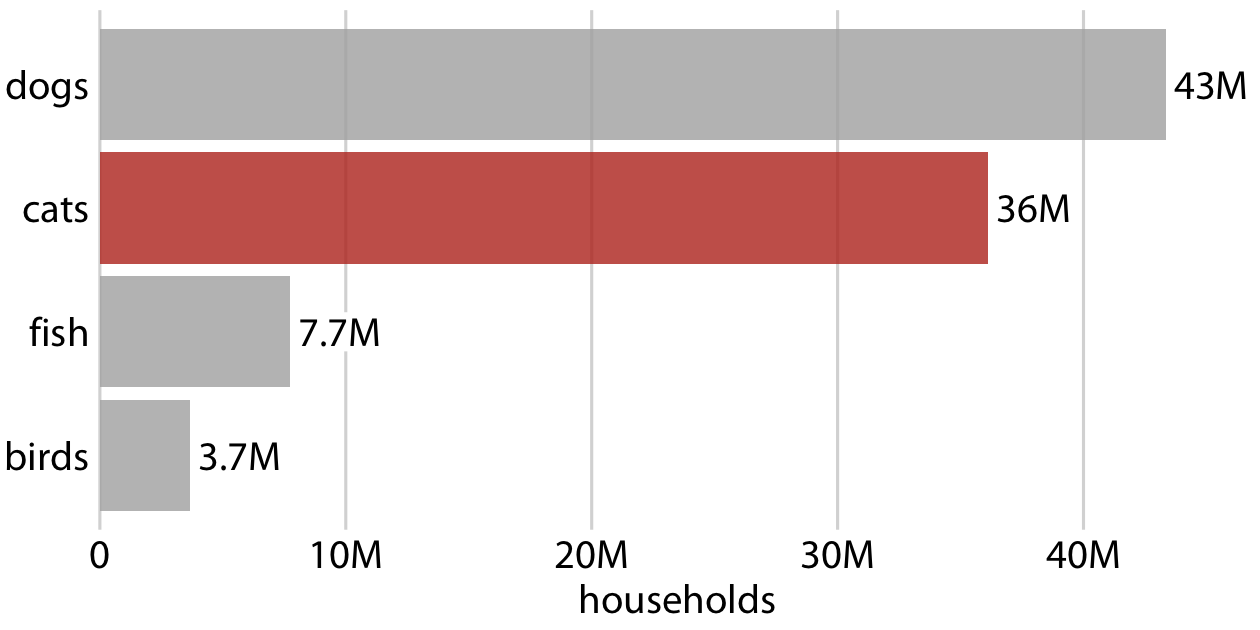 dogs 43M
cats 36M
fish 7.7M
birds 3.7M
0 10M 20M 30M 40M
households